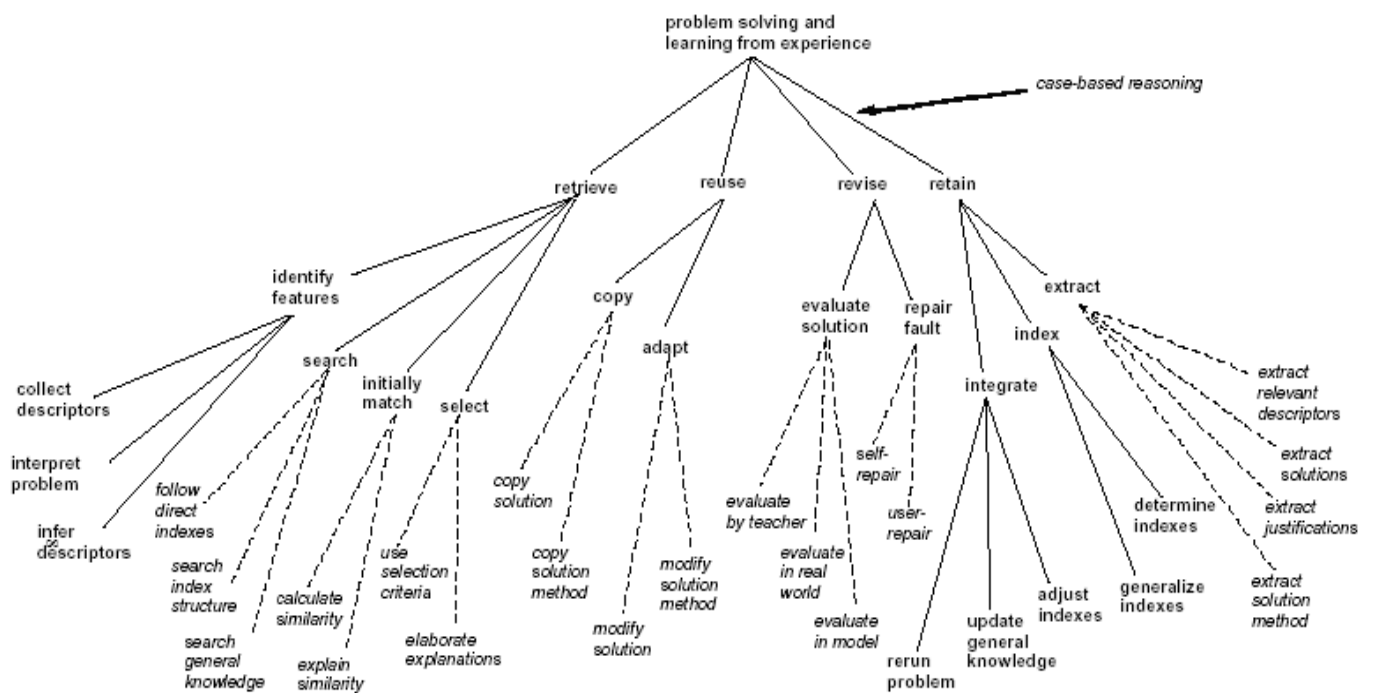 problem solving and
learning from experience
case-based reasoning
retrieve
reuse
revise
retain
identify
features
search
initially
match
select
copy
adapt
evaluate
solution
repair
fault
integrate
index
extract
collect
descriptors
interpret
problem
infer
descriptors
follow
direct
indexes
search
index
structure
search
general
knowledge
calculate
similarity
explain
similarity
use
selection
criteria
elaborate
explanations
copy
solution
copy
solution
method
modify
solution
modify
solution
method
evaluate
by teacher
evaluate
in real
world
evaluate
in model
self-
repair
user-
repair
rerun
problem
update
general
knowledge
adjust
indexes
generalize
indexes
determine
indexes
extract
relevant
descriptors
extract
solutions
extract
justifications
extract
solution
method